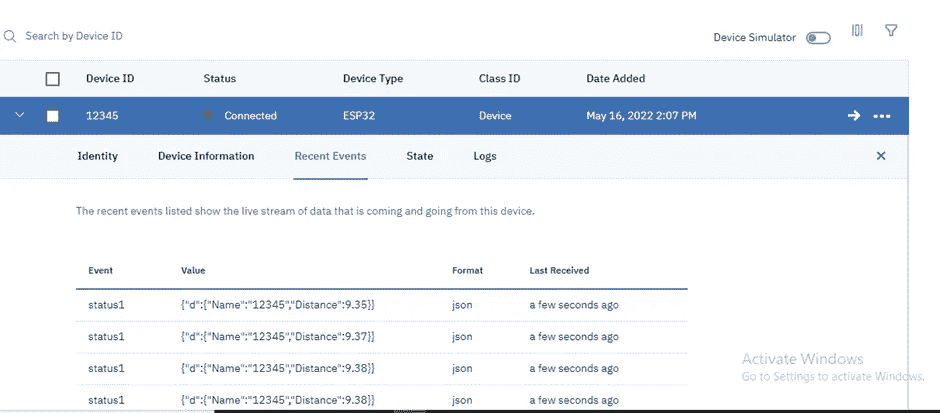 Search by Device ID
Device Simulator
Device ID Status Device Type Class ID Date Added
12345 Connected ESP32 Device May 16, 2022 2:07 PM
Identity Device Information Recent Events State Logs
The recent events listed show the live stream of data that is coming and going from this device.
Event Value Format Last Received
status1 {"d":{"Name":"12345","Distance":9.35}} json a few seconds ago
status1 {"d":{"Name":"12345","Distance":9.37}} json a few seconds ago
status1 {"d":{"Name":"12345","Distance":9.38}} json a few seconds ago
status1 {"d":{"Name":"12345","Distance":9.38}} json a few seconds ago
Activate Windows
Go to Settings to activate Windows.